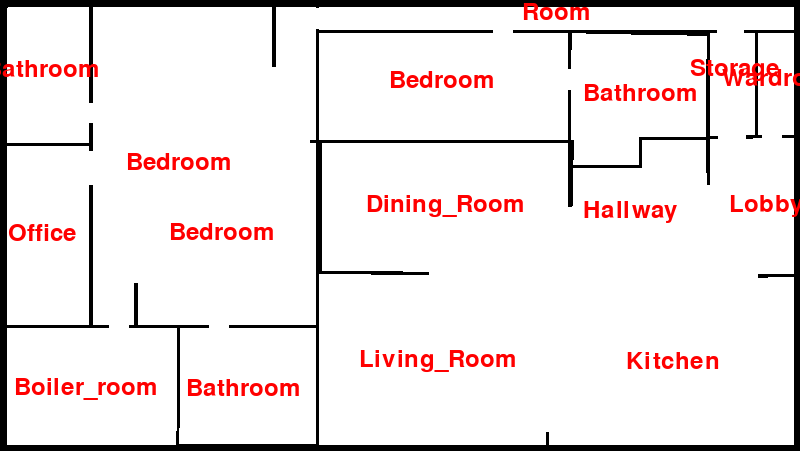 Room
athroom
Bedroom
Bathroom
Storage
Wardro
Bedroom
Office
Bedroom
Dining_Room
Hallway
Lobby
Boiler_room
Bathroom
Living_Room
Kitchen